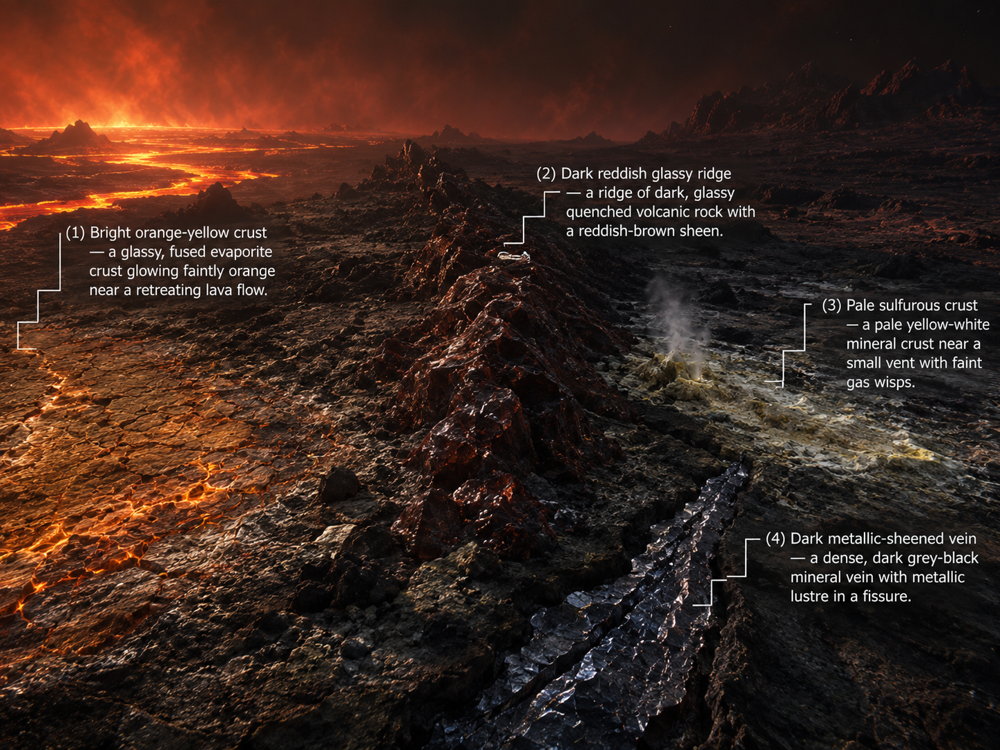 (2) Dark reddish glassy ridge
— a ridge of dark, glassy
quenched volcanic rock with
a reddish-brown sheen.
(1) Bright orange-yellow crust
— a glassy, fused evaporite
crust glowing faintly orange
near a retreating lava flow.
(3) Pale sulfurous crust
— a pale yellow-white
mineral crust near a
small vent with faint
gas wisps.
(4) Dark metallic-sheened vein
— a dense, dark grey-black
mineral vein with metallic
lustre in a fissure.